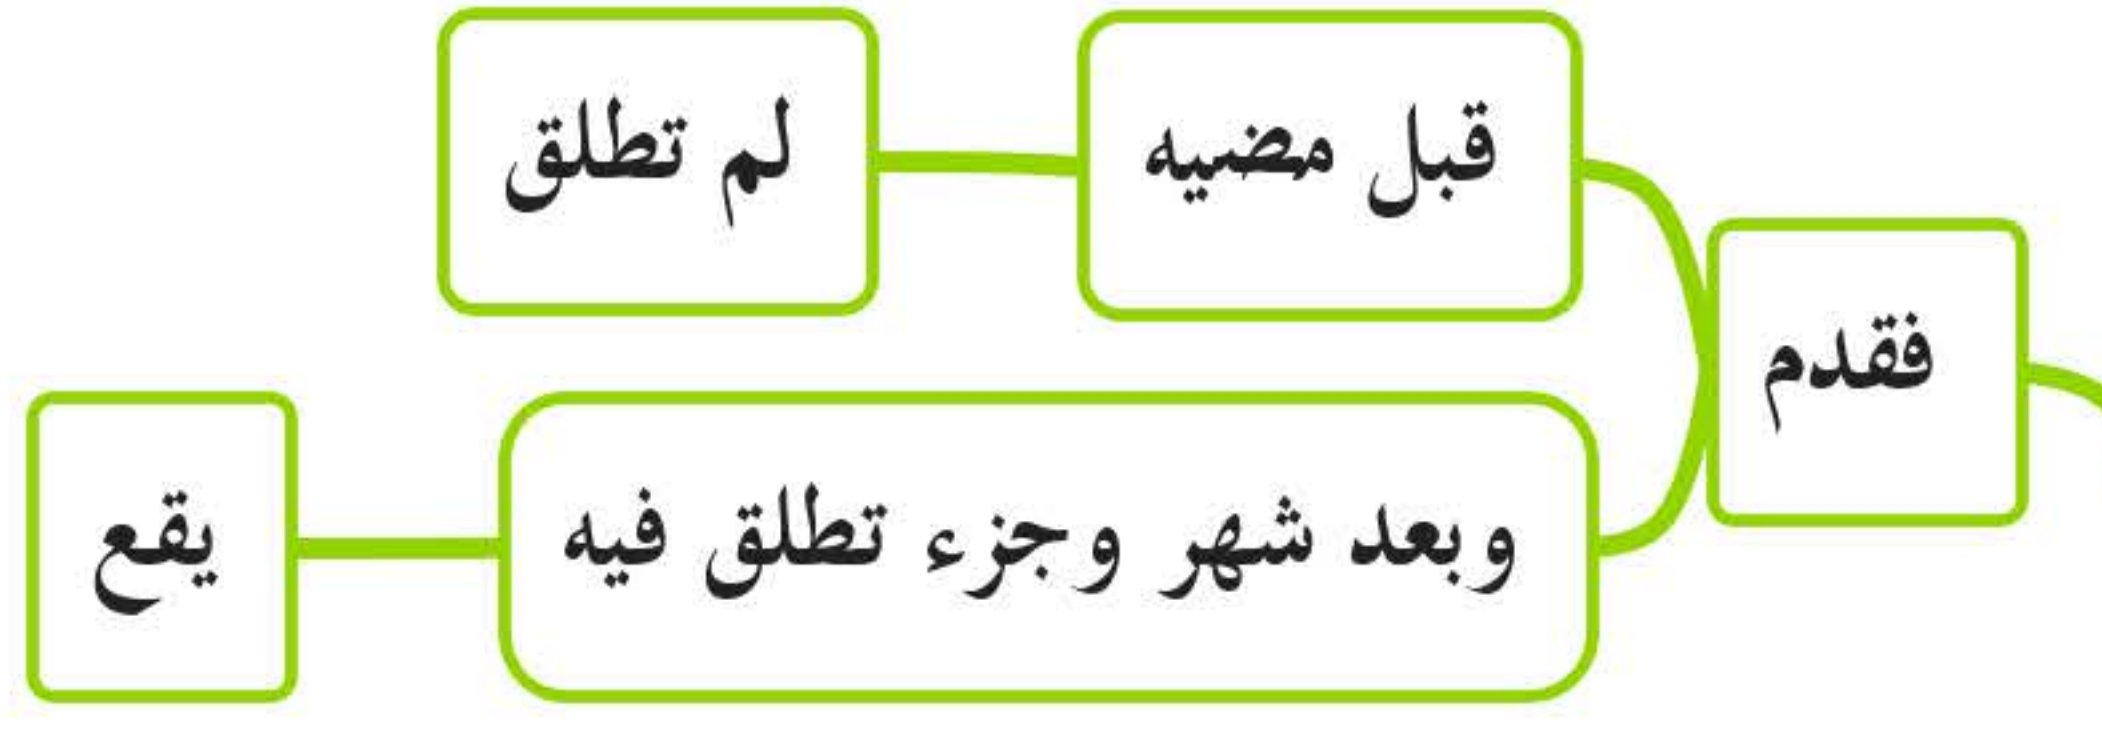 فقدم
قبل مضيه
لم تطلق
وبعد شهر وجزء تطلق فيه
يقع